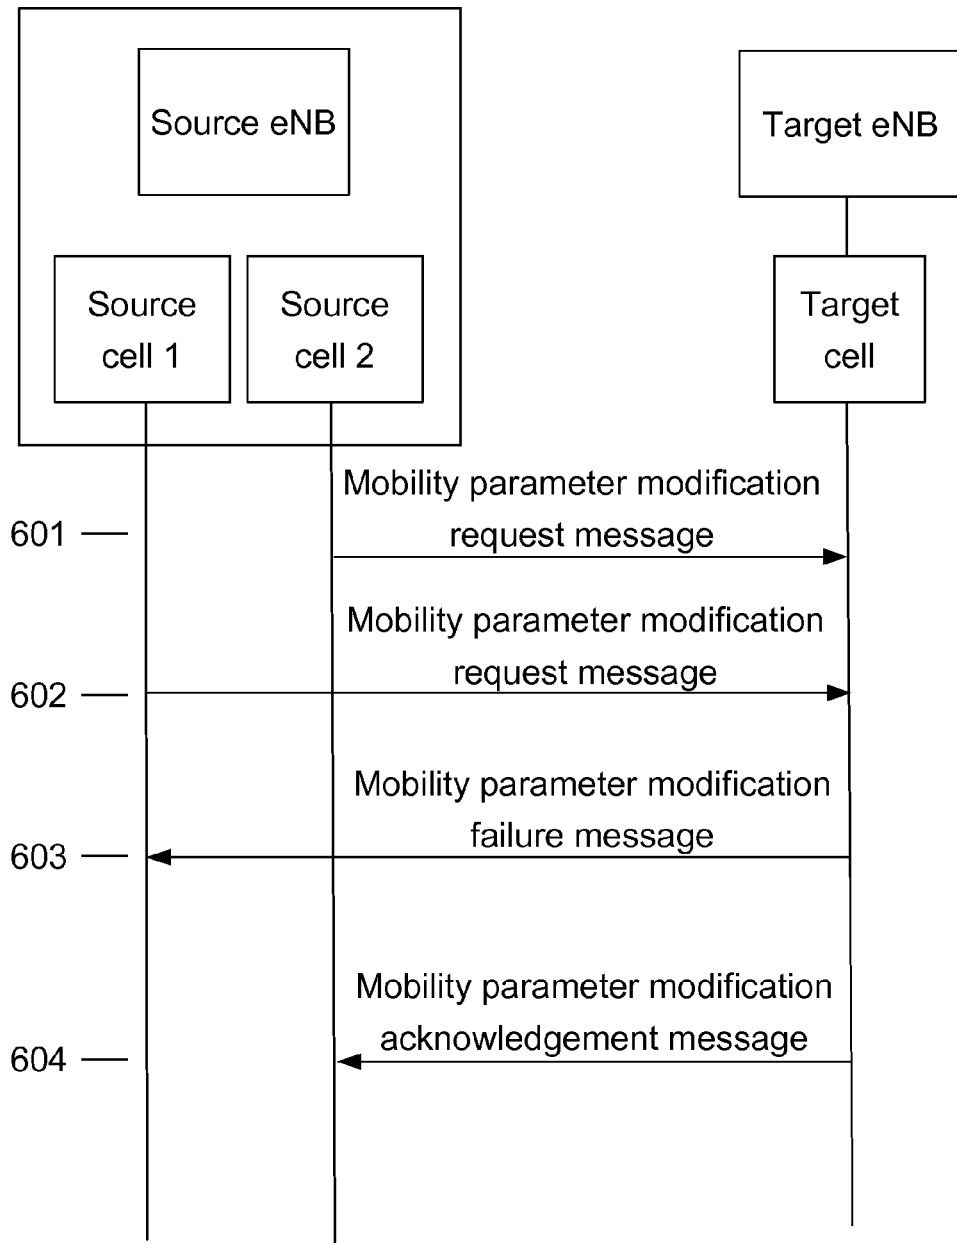 Source eNB
Target eNB
Source
cell 1
Source
cell 2
Target
cell
Mobility parameter modification
request message
601
Mobility parameter modification
request message
602
Mobility parameter modification
failure message
603
Mobility parameter modification
acknowledgement message
604